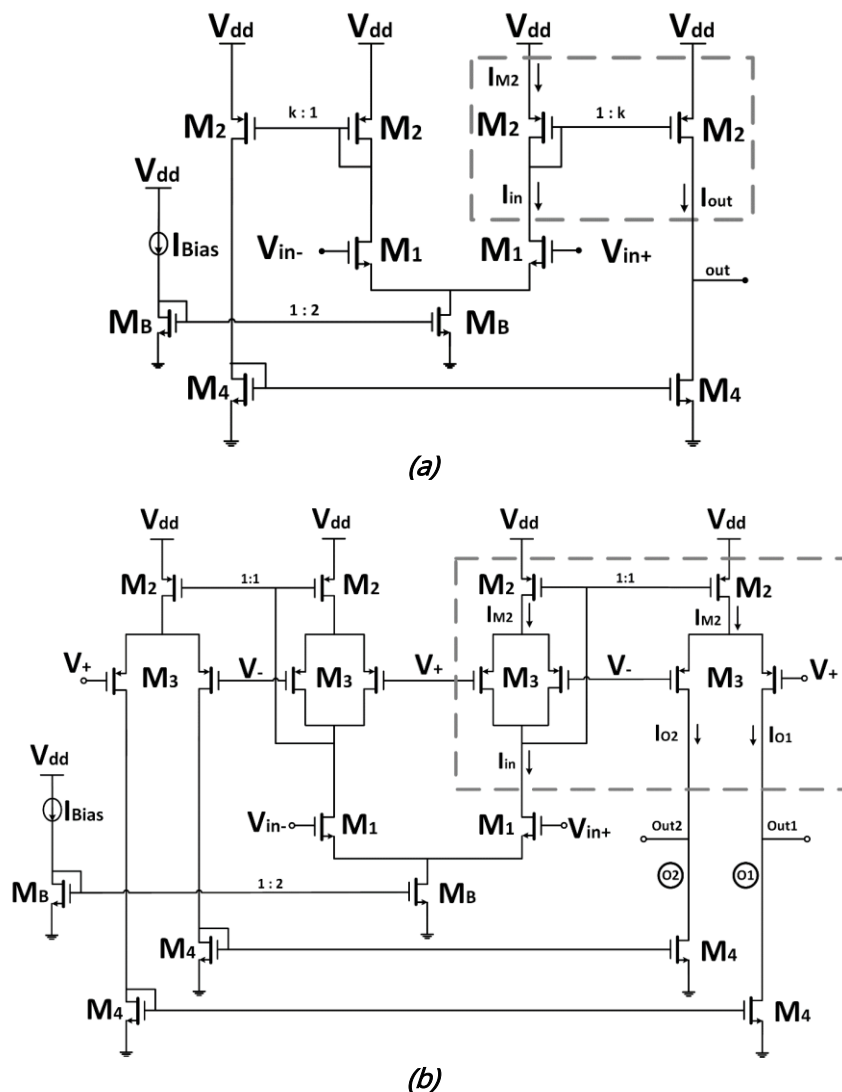 Vdd Vdd Vdd Vdd
IM2
M2 k : 1 M2 M2 1 : k M2
Vdd
Iin Iout
IBias Vin- M1 M1 Vin+
out
MB 1 : 2 MB
M4 M4
(a)
Vdd Vdd Vdd Vdd
M2 1:1 M2 M2 1:1 M2
IM2 IM2
V+ M3 V- M3 V+ M3 V- M3 V+
IO2 IO1
Vdd
Iin
IBias Vin- M1 M1 Vin+ Out2 Out1
O2 O1
MB 1 : 2 MB
M4 M4
M4 M4
(b)